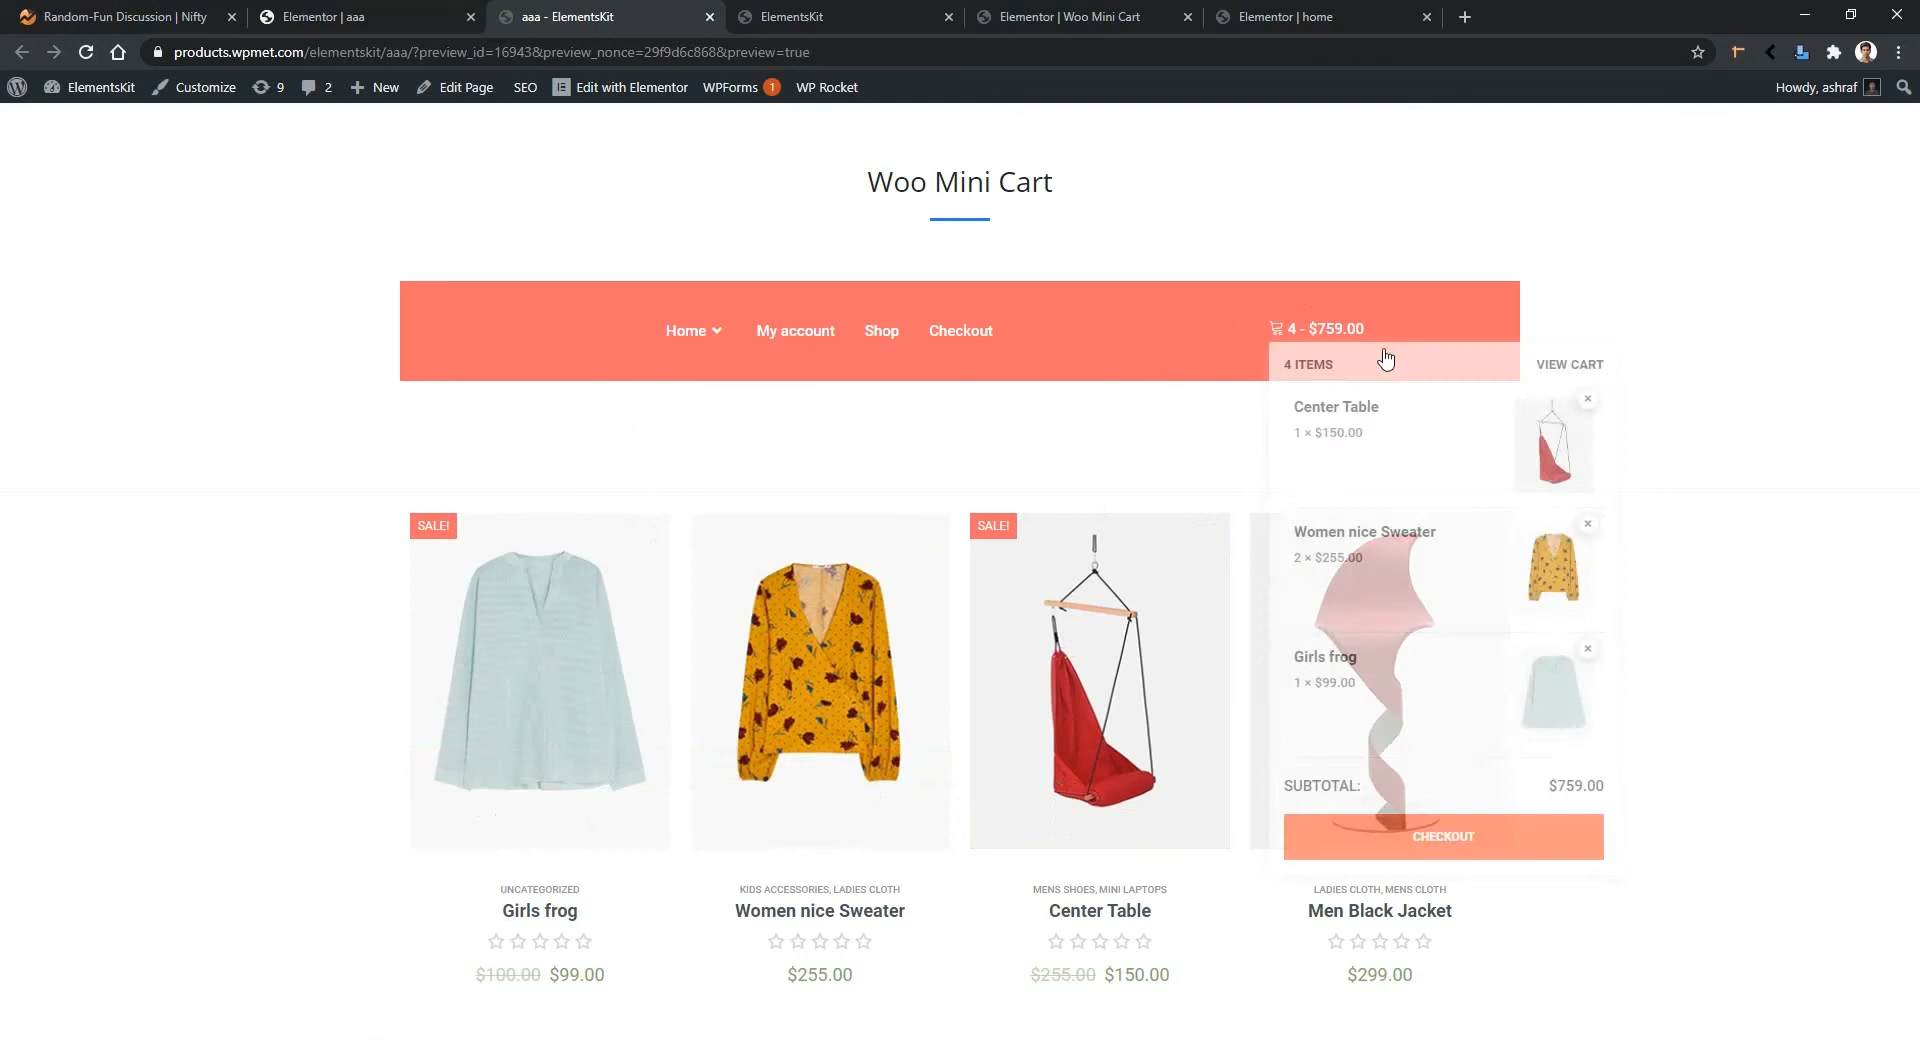 Random-Fun Discussion | Nifty
Elementor | aaa
aaa - ElementsKit
ElementsKit
Elementor | Woo Mini Cart
Elementor | home
products.wpmet.com/elementskit/aaa/?preview_id=16943&preview_nonce=29f9d6c868&preview=true
ElementsKit Customize 9 2 New Edit Page SEO Edit with Elementor WPForms 1 WP Rocket
Howdy, ashraf
Woo Mini Cart
Home My account Shop Checkout
4 - $759.00
4 ITEMS VIEW CART
Center Table
1 × $150.00
Women nice Sweater
2 × $255.00
Girls frog
1 × $99.00
SUBTOTAL: $759.00
CHECKOUT
SALE!
SALE!
UNCATEGORIZED
Girls frog
$100.00 $99.00
KIDS ACCESSORIES, LADIES CLOTH
Women nice Sweater
$255.00
MENS SHOES, MINI LAPTOPS
Center Table
$255.00 $150.00
LADIES CLOTH, MENS CLOTH
Men Black Jacket
$299.00